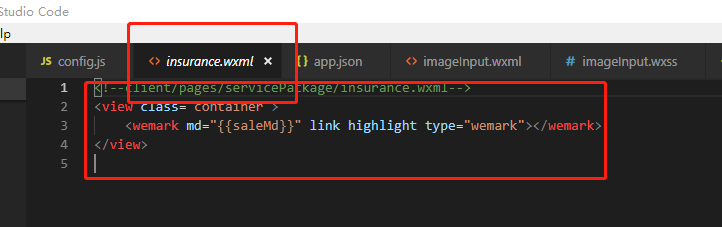 Studio Code
lp
JS config.js <> insurance.wxml × {} app.json <> imageInput.wxml # imageInput.wxss
1 <!--client/pages/servicePackage/insurance.wxml-->
2 <view class="container">
3 <wemark md="{{saleMd}}" link highlight type="wemark"></wemark>
4 </view>
5